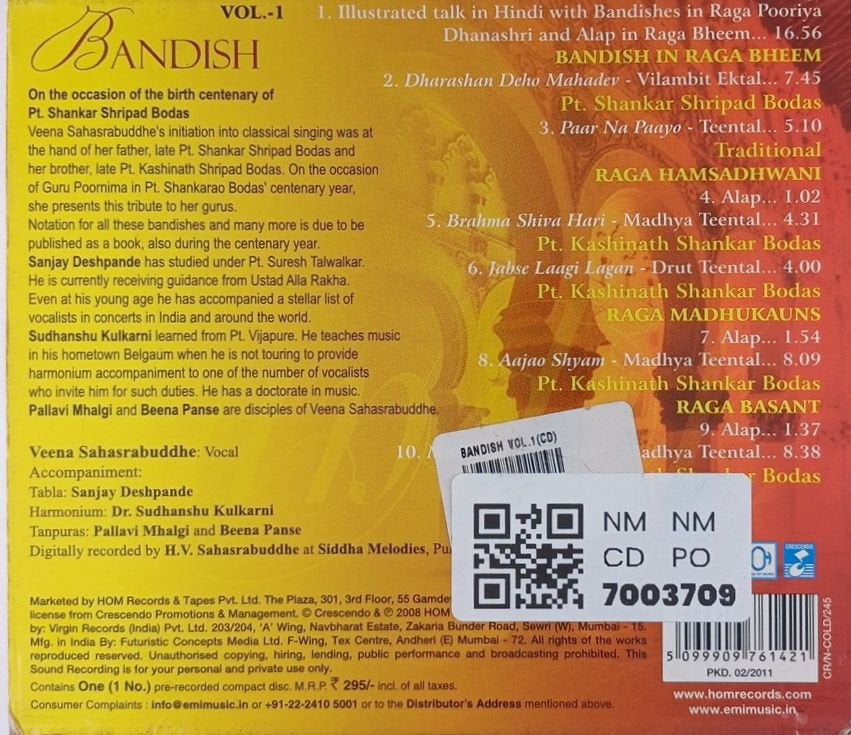 VOL.-1
BANDISH
On the occasion of the birth centenary of
Pt. Shankar Shripad Bodas
Veena Sahasrabuddhe's initiation into classical singing was at
the hand of her father, late Pt. Shankar Shripad Bodas and
her brother, late Pt. Kashinath Shripad Bodas. On the occasion
of Guru Poornima in Pt. Shankarao Bodas' centenary year,
she presents this tribute to her gurus.
Notation for all these bandishes and many more is due to be
published as a book, also during the centenary year.
Sanjay Deshpande has studied under Pt. Suresh Talwalkar.
He is currently receiving guidance from Ustad Alla Rakha.
Even at his young age he has accompanied a stellar list of
vocalists in concerts in India and around the world.
Sudhanshu Kulkarni learned from Pt. Vijapure. He teaches music
in his hometown Belgaum when he is not touring to provide
harmonium accompaniment to one of the number of vocalists
who invite him for such duties. He has a doctorate in music.
Pallavi Mhalgi and Beena Panse are disciples of Veena Sahasrabuddhe.
Veena Sahasrabuddhe: Vocal
Accompaniment:
Tabla: Sanjay Deshpande
Harmonium: Dr. Sudhanshu Kulkarni
Tanpuras: Pallavi Mhalgi and Beena Panse
Digitally recorded by H.V. Sahasrabuddhe at Siddha Melodies,
1. Illustrated talk in Hindi with Bandishes in Raga Pooriya
Dhanashri and Alap in Raga Bheem... 16.56
BANDISH IN RAGA BHEEM
2. Dharashan Deho Mahadev - Vilambit Ektal... 7.45
Pt. Shankar Shripad Bodas
3. Paar Na Paayo - Teental... 5.10
Traditional
RAGA HAMSADHWANI
4. Alap... 1.02
5. Brahma Shiva Hari - Madhya Teental... 4.31
Pt. Kashinath Shankar Bodas
6. Jabse Laagi Lagan - Drut Teental... 4.00
Pt. Kashinath Shankar Bodas
RAGA MADHUKAUNS
7. Alap... 1.54
8. Aajao Shyam - Madhya Teental... 8.09
Pt. Kashinath Shankar Bodas
RAGA BASANT
9. Alap... 1.37
10. Madhya Teental... 8.38
Bodas
BANDISH VOL.1(CD)
NM NM
CD PO
7003709
CRESCENDO
Marketed by HOM Records & Tapes Pvt. Ltd. The Plaza, 301, 3rd Floor, 55
license from Crescendo Promotions & Management. © Crescendo & ℗ 2008 HOM
by: Virgin Records (India) Pvt. Ltd. 203/204, 'A' Wing, Navbharat Estate, Zakaria Bunder Road, Sewri (W), Mumbai - 15.
Mfg. in India By: Futuristic Concepts Media Ltd. F-Wing, Tex Centre, Andheri (E) Mumbai - 72. All rights of the works
reproduced reserved. Unauthorised copying, hiring, lending, public performance and broadcasting prohibited. This
Sound Recording is for your personal and private use only.
Contains One (1 No.) pre-recorded compact disc. M.R.P. ₹ 295/- incl. of all taxes.
Consumer Complaints : info@emimusic.in or +91-22-2410 5001 or to the Distributor's Address mentioned above.
5 099909 761421
PKD. 02/2011
CR/N-COLD/245
www.homrecords.com
www.emimusic.in